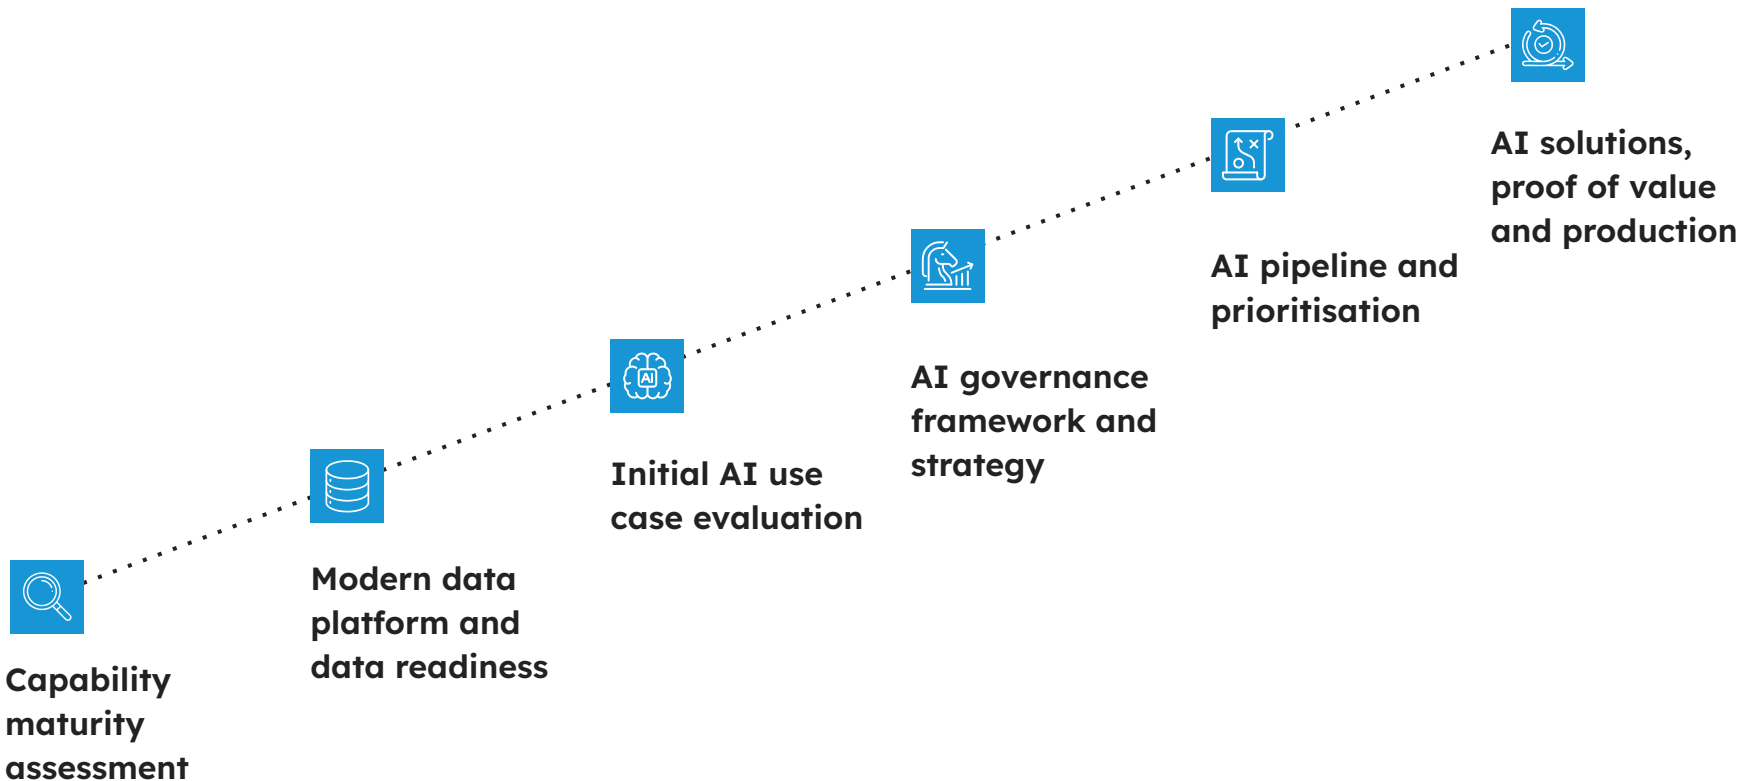 Capability
maturity
assessment
Modern data
platform and
data readiness
AI
Initial AI use
case evaluation
AI governance
framework and
strategy
AI pipeline and
prioritisation
AI solutions,
proof of value
and production